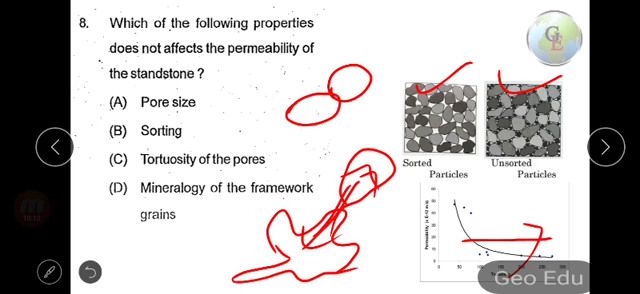 8. Which of the following properties
does not affects the permeability of
the standstone ?
(A) Pore size
(B) Sorting
(C) Tortuosity of the pores
(D) Mineralogy of the framework
grains
GE
Sorted
Particles
Unsorted
Particles
Geo Edu